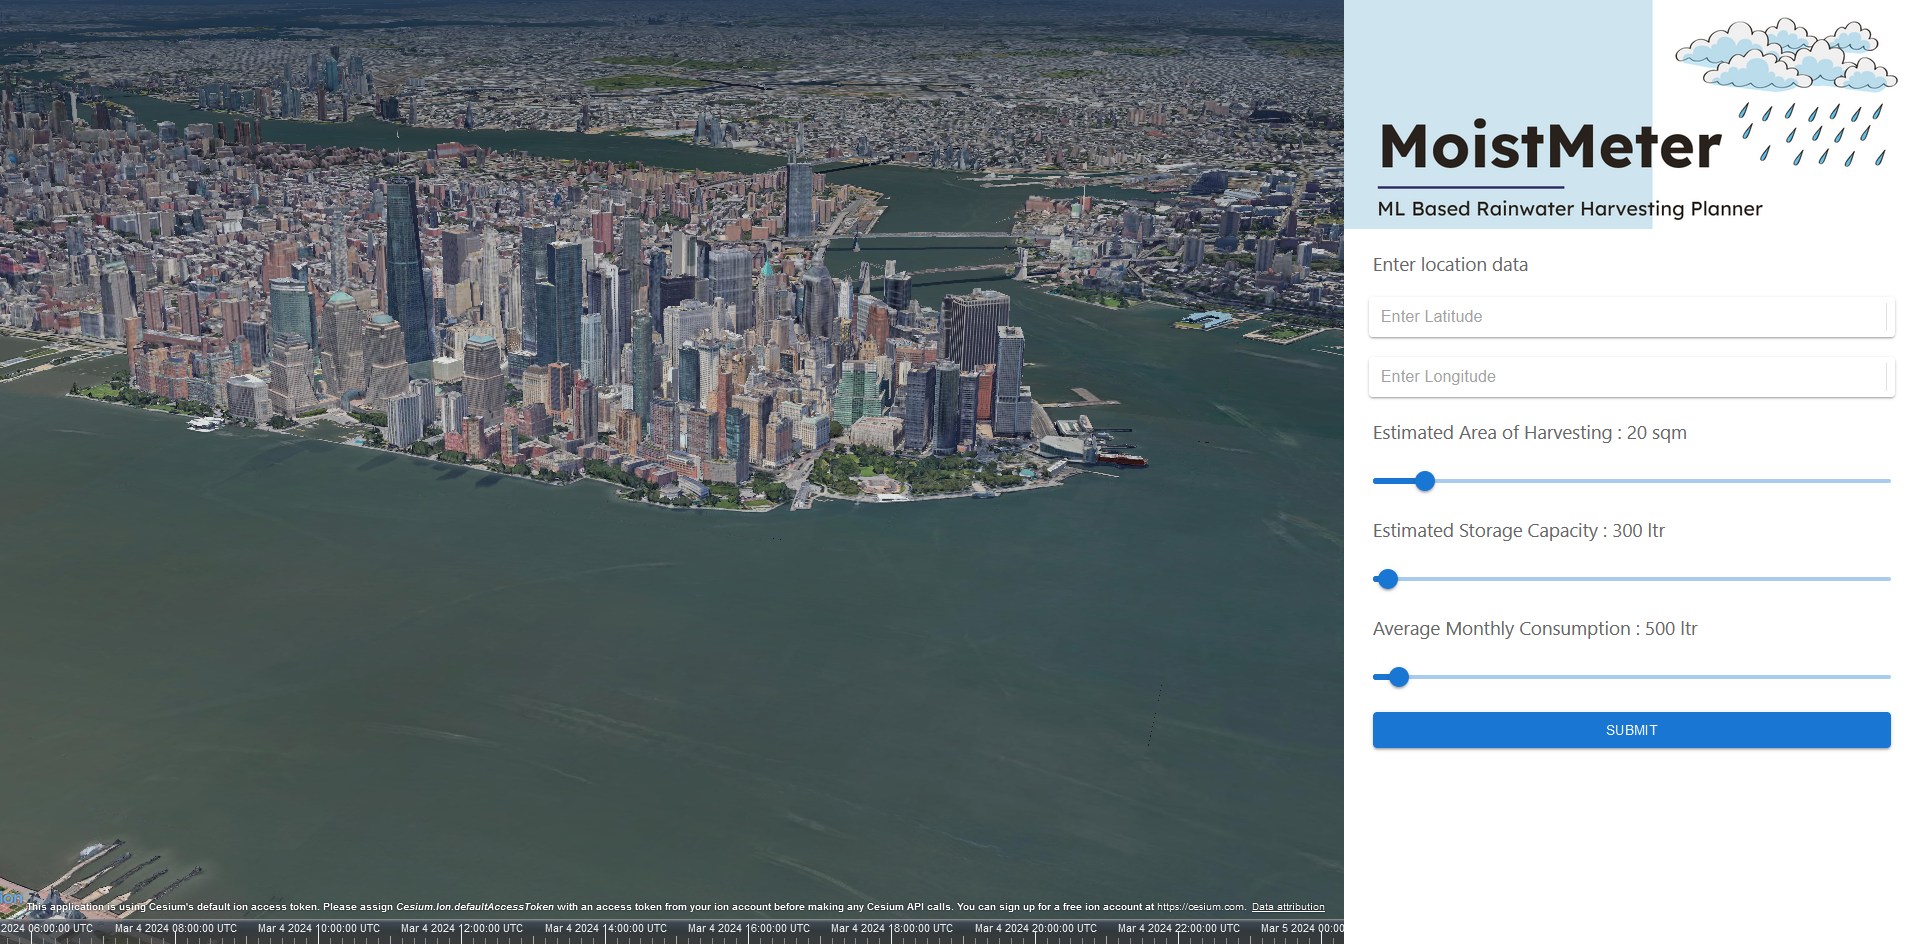 MoistMeter
ML Based Rainwater Harvesting Planner
Enter location data
Enter Latitude
Enter Longitude
Estimated Area of Harvesting : 20 sqm
Estimated Storage Capacity : 300 ltr
Average Monthly Consumption : 500 ltr
SUBMIT
ion
This application is using Cesium's default ion access token. Please assign Cesium.Ion.defaultAccessToken with an access token from your ion account before making any Cesium API calls. You can sign up for a free ion account at https://cesium.com. Data attribution
2024 06:00:00 UTC Mar 4 2024 08:00:00 UTC Mar 4 2024 10:00:00 UTC Mar 4 2024 12:00:00 UTC Mar 4 2024 14:00:00 UTC Mar 4 2024 16:00:00 UTC Mar 4 2024 18:00:00 UTC Mar 4 2024 20:00:00 UTC Mar 4 2024 22:00:00 UTC Mar 5 2024 00:00